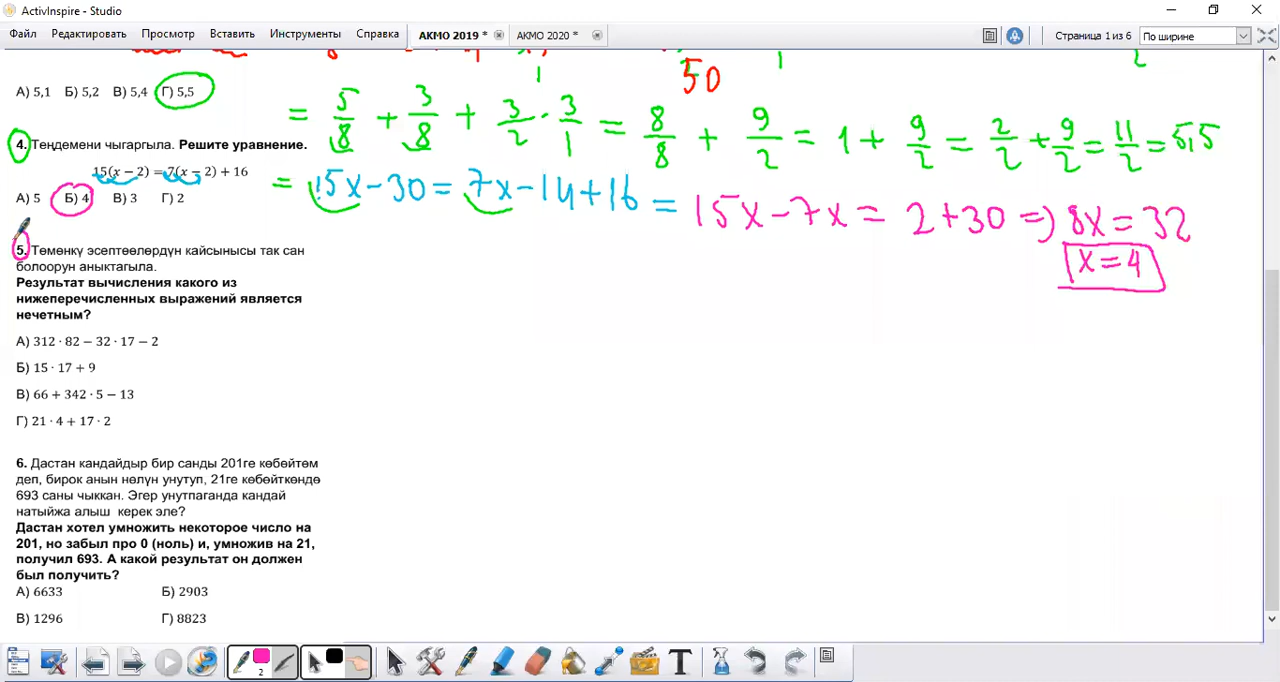 ActivInspire - Studio
Файл Редактировать Просмотр Вставить Инструменты Справка АКМО 2019 * АКМО 2020 * Страница 1 из 6 По ширине
50
А) 5,1 Б) 5,2 В) 5,4 Г) 5,5
= 5/8 + 3/8 + 3/2 · 3/1 = 8/8 + 9/2 = 1 + 9/2 = 2/2 + 9/2 = 11/2 = 5,5
4. Теңдемени чыгаргыла. Решите уравнение.
15(x − 2) = 7(x − 2) + 16
= 15x − 30 = 7x − 14 + 16 = 15x − 7x = 2 + 30 => 8x = 32
x = 4
А) 5 Б) 4 В) 3 Г) 2
5. Төмөнкү эсептөөлөрдүн кайсынысы так сан
болоорун аныктагыла.
Результат вычисления какого из
нижеперечисленных выражений является
нечетным?
А) 312 · 82 − 32 · 17 − 2
Б) 15 · 17 + 9
В) 66 + 342 · 5 − 13
Г) 21 · 4 + 17 · 2
6. Дастан кандайдыр бир санды 201ге көбөйтөм
деп, бирок анын нөлүн унутуп, 21ге көбөйткөндө
693 саны чыккан. Эгер унутпаганда кандай
натыйжа алыш керек эле?
Дастан хотел умножить некоторое число на
201, но забыл про 0 (ноль) и, умножив на 21,
получил 693. А какой результат он должен
был получить?
А) 6633 Б) 2903
В) 1296 Г) 8823
2